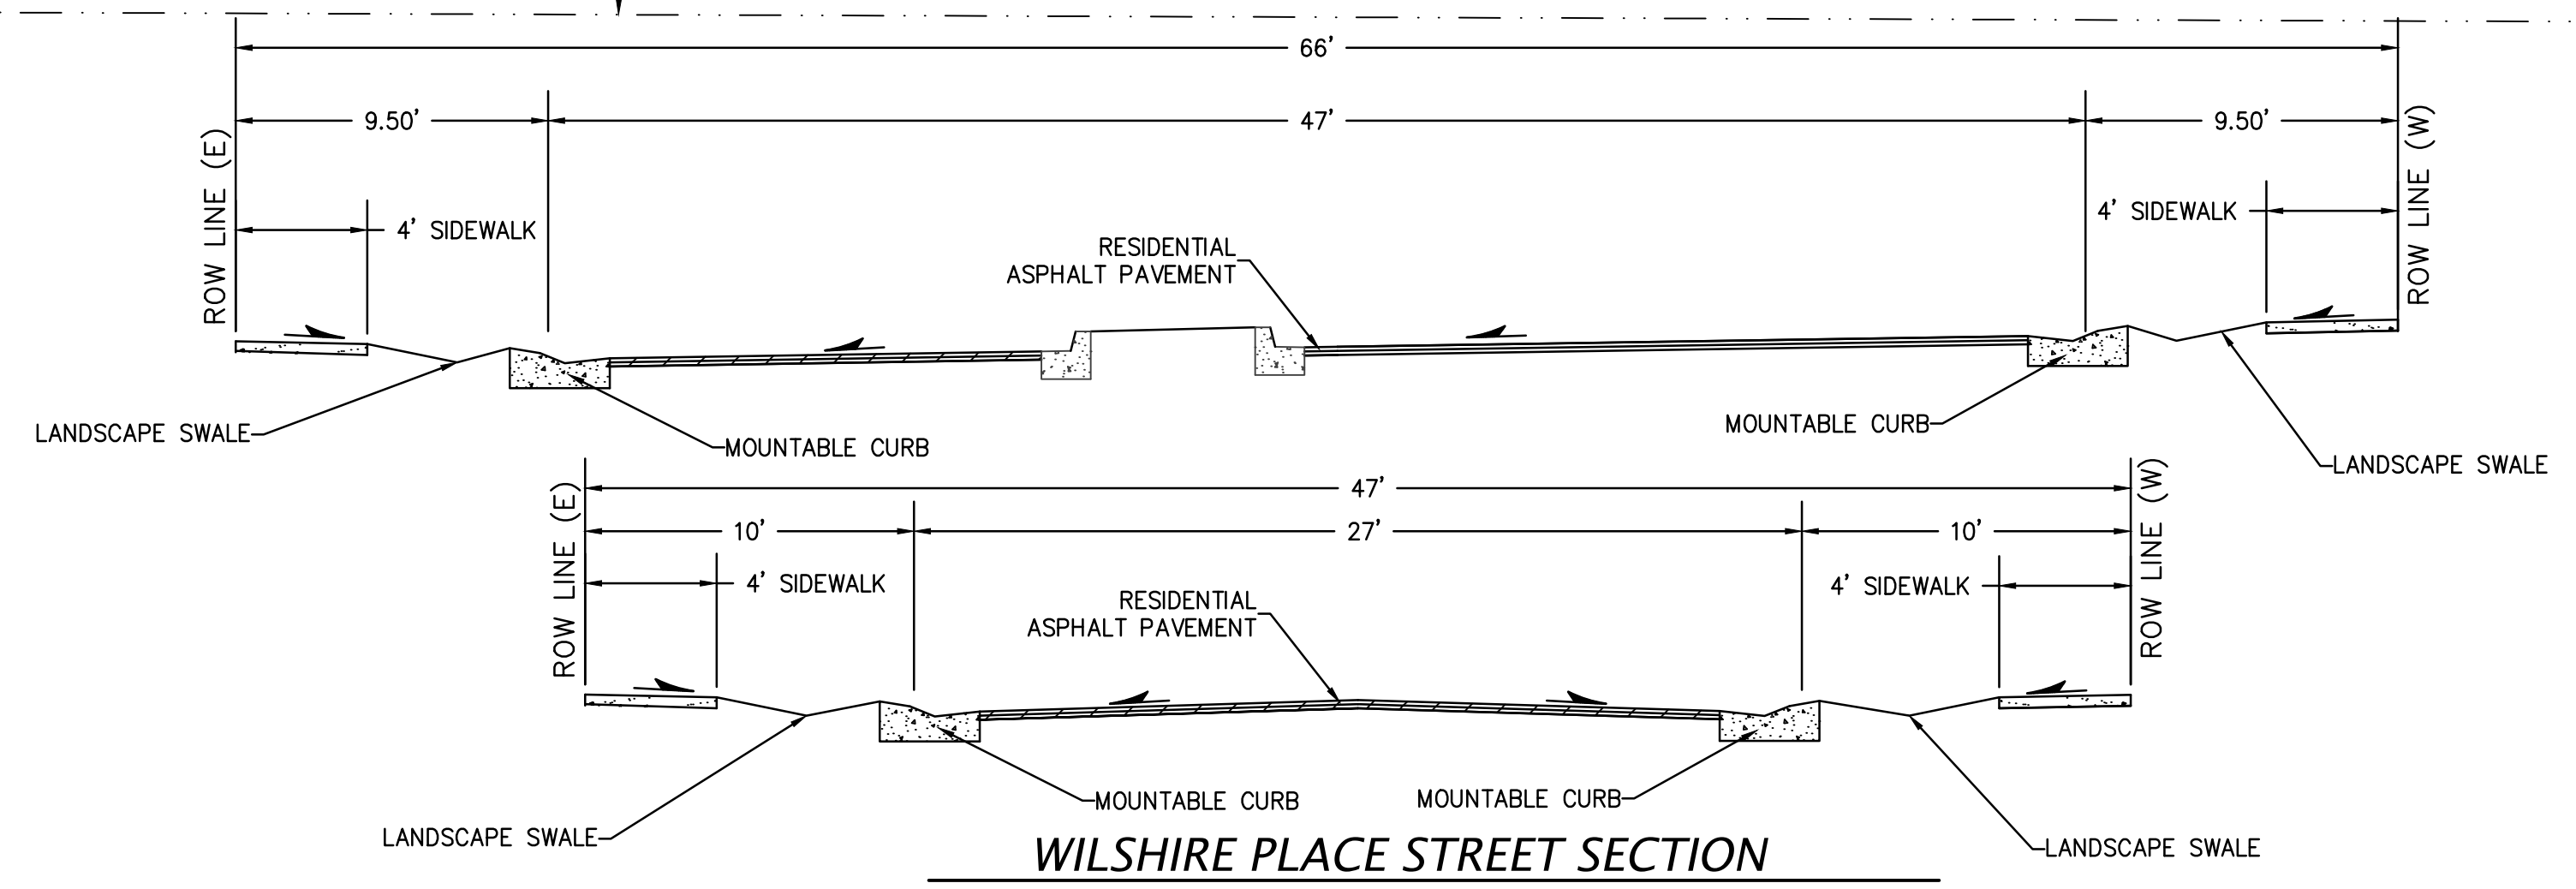 66'
9.50'
47'
9.50'
ROW LINE (E)
ROW LINE (W)
4' SIDEWALK
4' SIDEWALK
RESIDENTIAL
ASPHALT PAVEMENT
LANDSCAPE SWALE
MOUNTABLE CURB
MOUNTABLE CURB
LANDSCAPE SWALE
47'
ROW LINE (E)
ROW LINE (W)
10'
27'
10'
4' SIDEWALK
4' SIDEWALK
RESIDENTIAL
ASPHALT PAVEMENT
MOUNTABLE CURB
MOUNTABLE CURB
LANDSCAPE SWALE
LANDSCAPE SWALE
WILSHIRE PLACE STREET SECTION